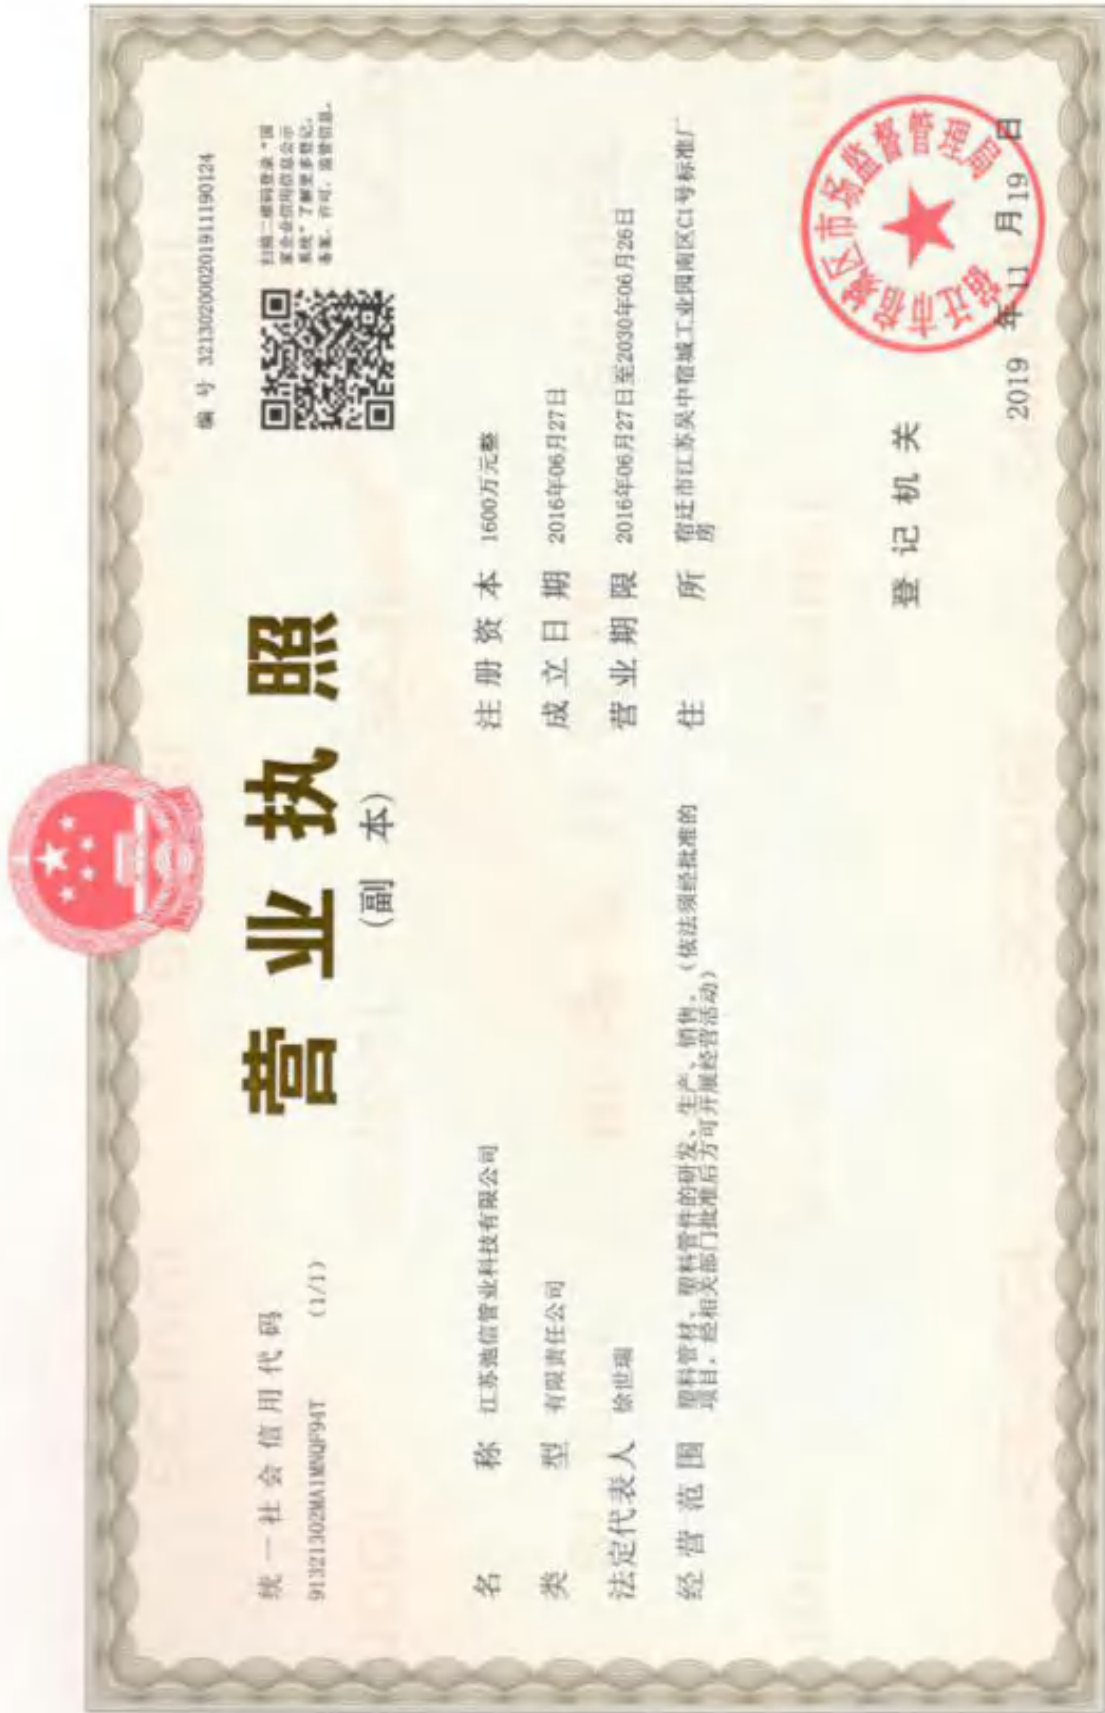 编 号 321302000201911190124
统一社会信用代码
91321302MA1MNQF94T (1/1)
营业执照
(副 本)
扫描二维码登录“国
家企业信用信息公示
系统”了解更多登记、
备案、许可、监管信息。
名 称 江苏弛信管业科技有限公司
类 型 有限责任公司
法定代表人 徐世瑞
经营范围 塑料管材、塑料管件的研发、生产、销售。(依法须经批准的
项目,经相关部门批准后方可开展经营活动)
注册资本 1600万元整
成立日期 2016年06月27日
营业期限 2016年06月27日至2030年06月26日
住 所 宿迁市江苏吴中宿城工业园南区C1号标准厂
房
登记机关
宿迁市宿城区市场监督管理局
2019 年 11 月 19 日